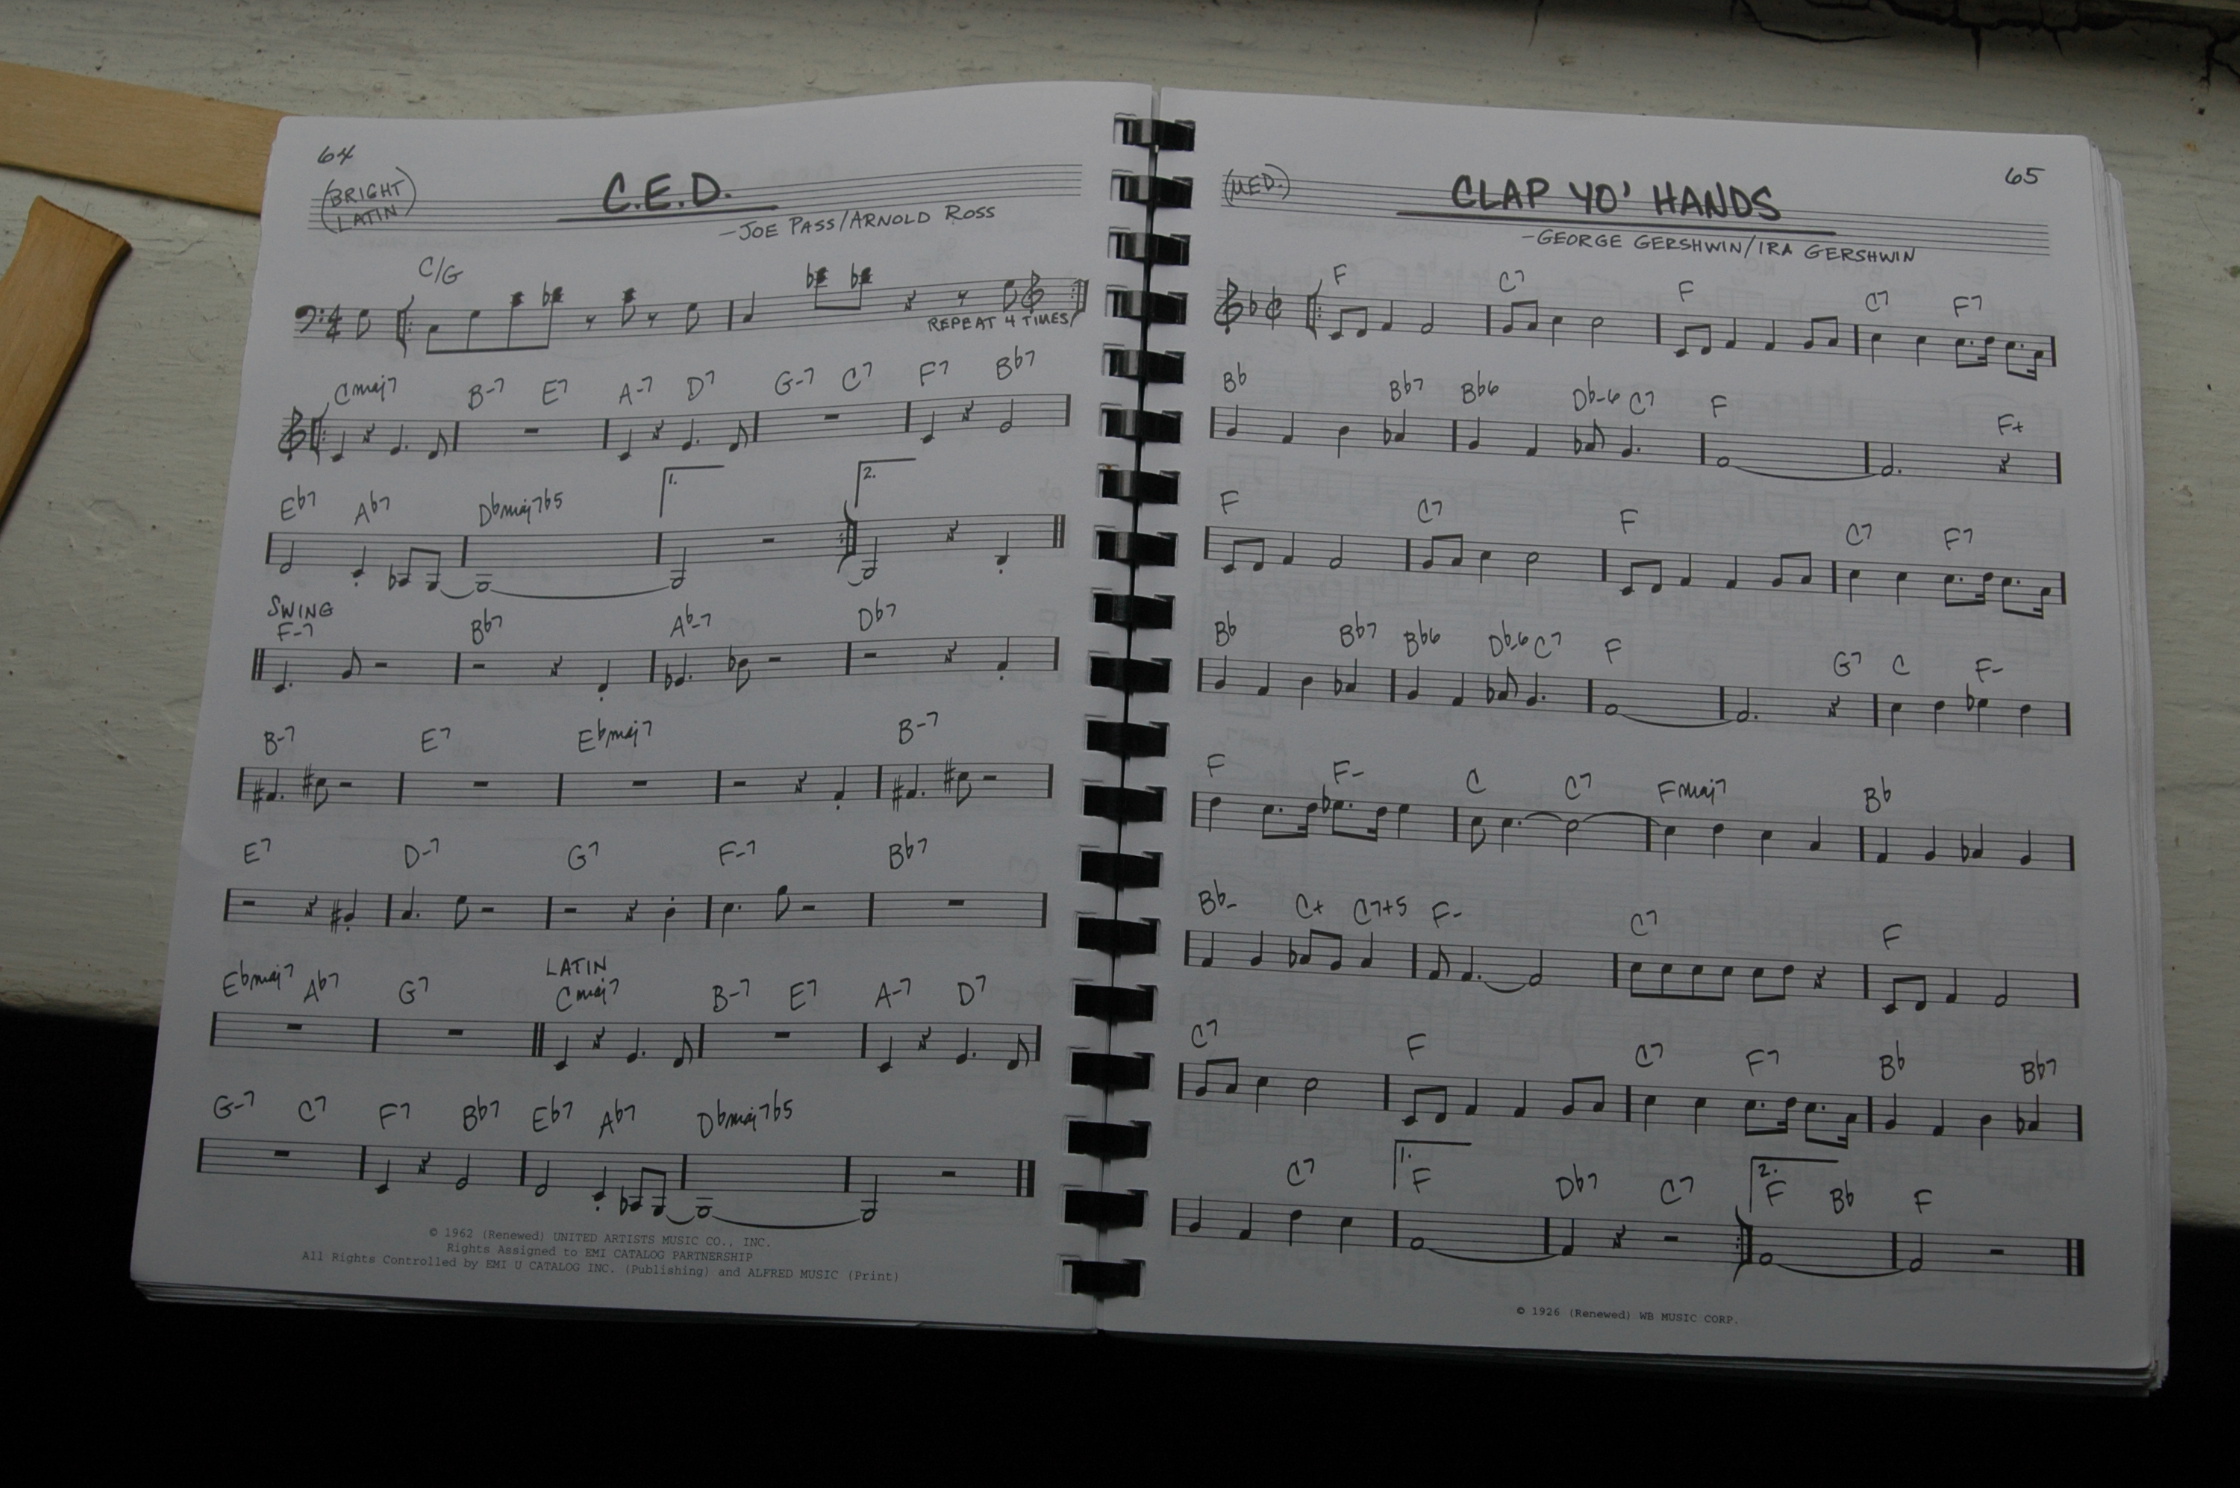 64
(BRIGHT
LATIN)
C.E.D.
-JOE PASS/ARNOLD ROSS
C/G
REPEAT 4 TIMES
Cmaj7 B-7 E7 A-7 D7 G-7 C7 F7 Bb7
1. 2.
Eb7 Ab7 Dbmaj7b5
SWING
F-7 Bb7 Ab-7 Db7
B-7 E7 Ebmaj7 B-7
E7 D-7 G7 F-7 Bb7
LATIN
Ebmaj7 Ab7 G7 Cmaj7 B-7 E7 A-7 D7
G-7 C7 F7 Bb7 Eb7 Ab7 Dbmaj7b5
© 1962 (Renewed) UNITED ARTISTS MUSIC CO., INC.
Rights Assigned to EMI CATALOG PARTNERSHIP
All Rights Controlled by EMI U CATALOG INC. (Publishing) and ALFRED MUSIC (Print)
65
(MED.)
CLAP YO' HANDS
-GEORGE GERSHWIN/IRA GERSHWIN
F C7 F C7 F7
Bb Bb7 Bb6 Db-6 C7 F F+
F C7 F C7 F7
Bb Bb7 Bb6 Db-6 C7 F G7 C F-
F F- C C7 Fmaj7 Bb
Bb- C+ C7+5 F- C7 F
C7 F C7 F7 Bb Bb7
1. 2.
C7 F Db7 C7 F Bb F
© 1926 (Renewed) WB MUSIC CORP.